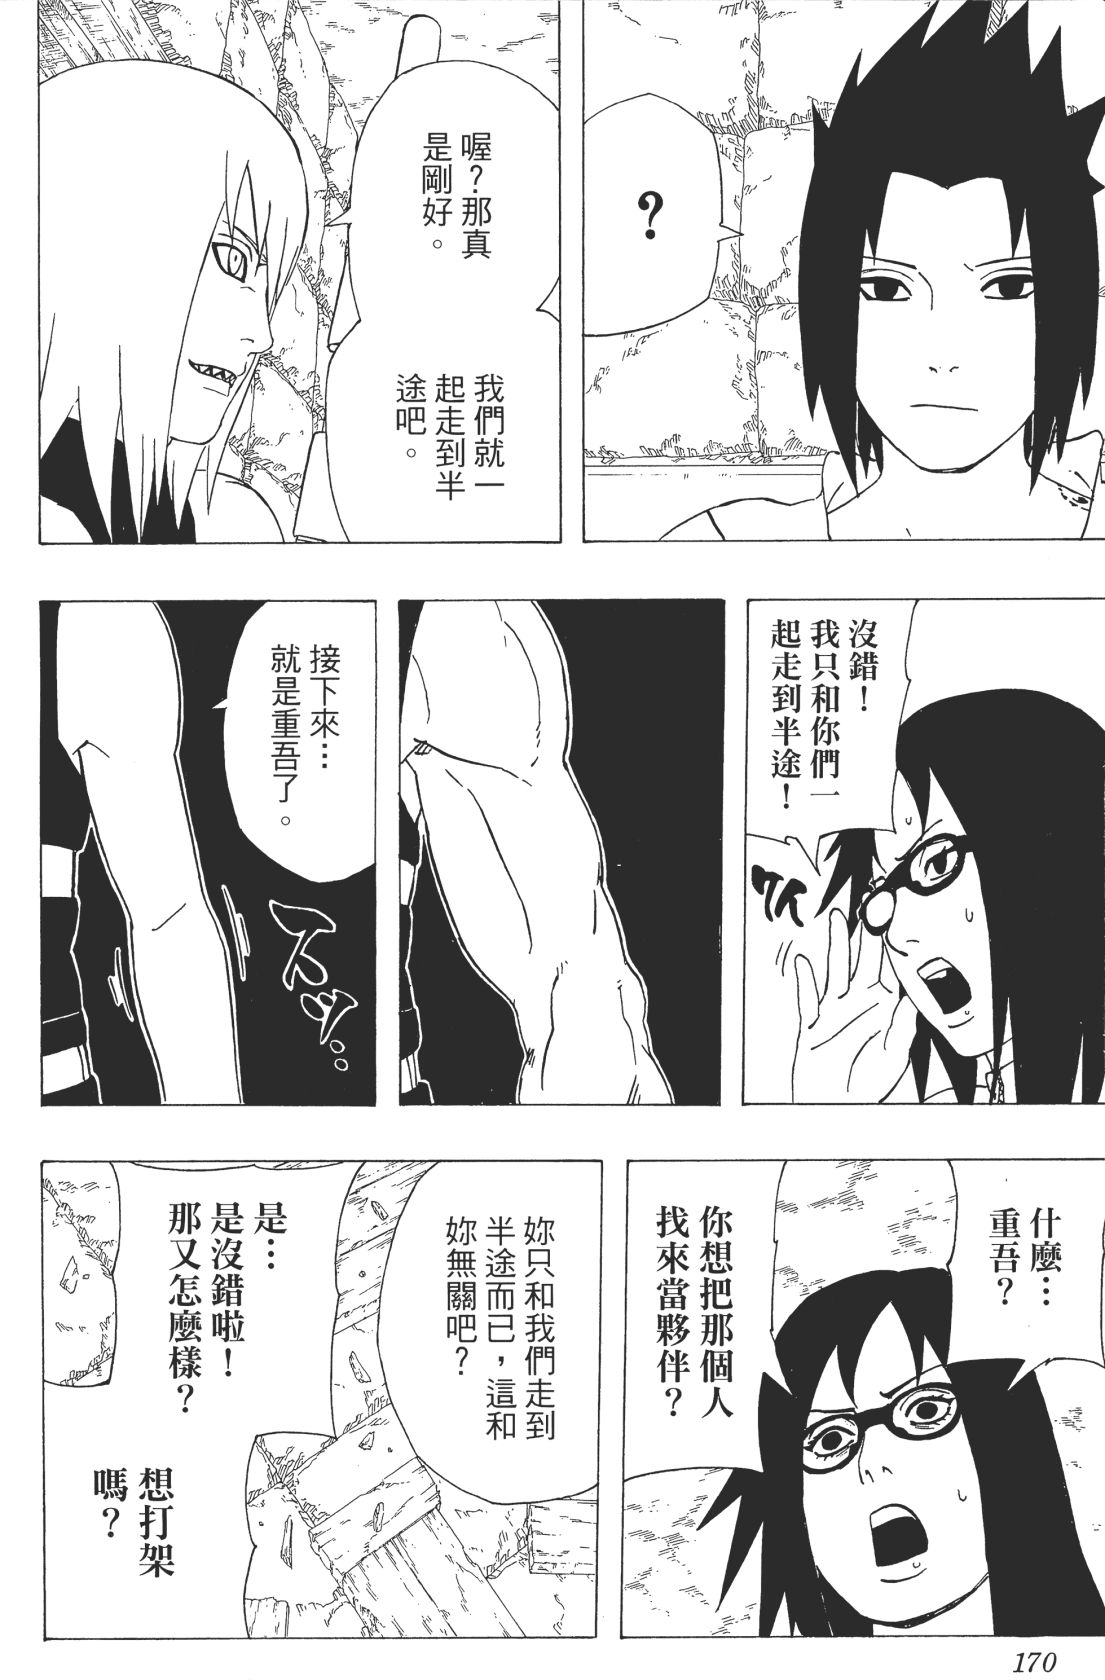 ？
喔？那真
是剛好。
我們就一
起走到半
途吧。
沒錯！
我只和你們一
起走到半途！
接下來…
就是重吾了。
什麼…
重吾？
你想把那個人
找來當夥伴？
妳只和我們走到
半途而已，這和
妳無關吧？
是…
是沒錯啦！
那又怎麼樣？
想打架
嗎？
170